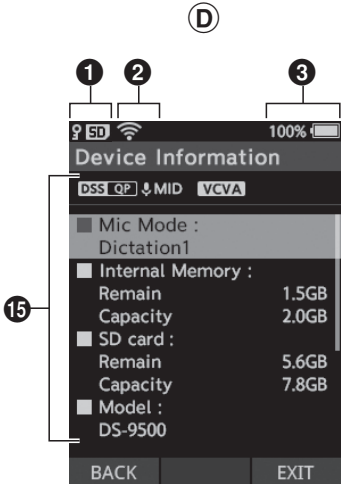 D
1 2 3
SD 100%
Device Information
DSS QP MID VCVA
Mic Mode :
Dictation1
Internal Memory :
Remain 1.5GB
Capacity 2.0GB
15
SD card :
Remain 5.6GB
Capacity 7.8GB
Model :
DS-9500
BACK EXIT